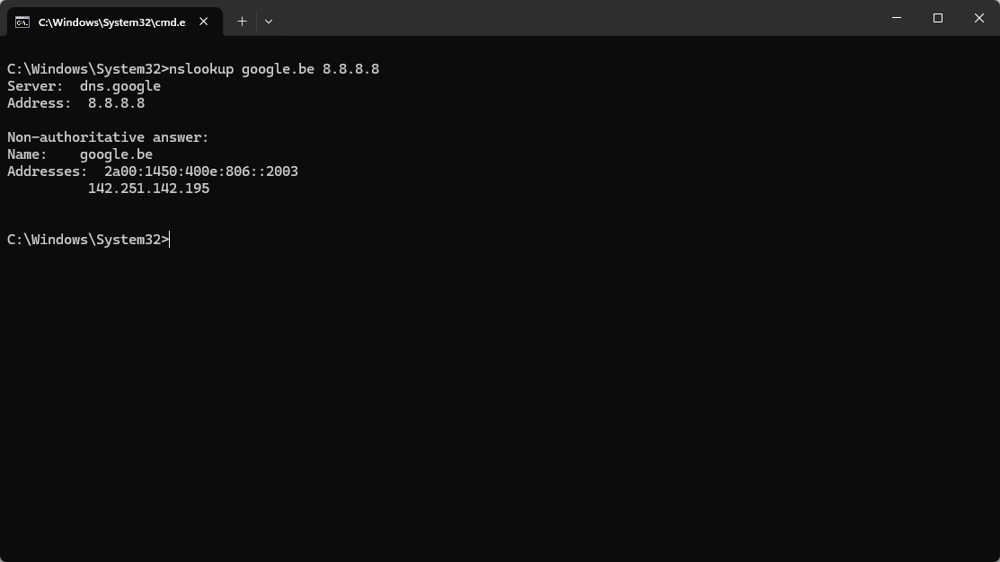 C:\Windows\System32\cmd.e
C:\Windows\System32>nslookup google.be 8.8.8.8
Server:  dns.google
Address:  8.8.8.8
Non-authoritative answer:
Name:    google.be
Addresses:  2a00:1450:400e:806::2003
          142.251.142.195
C:\Windows\System32>